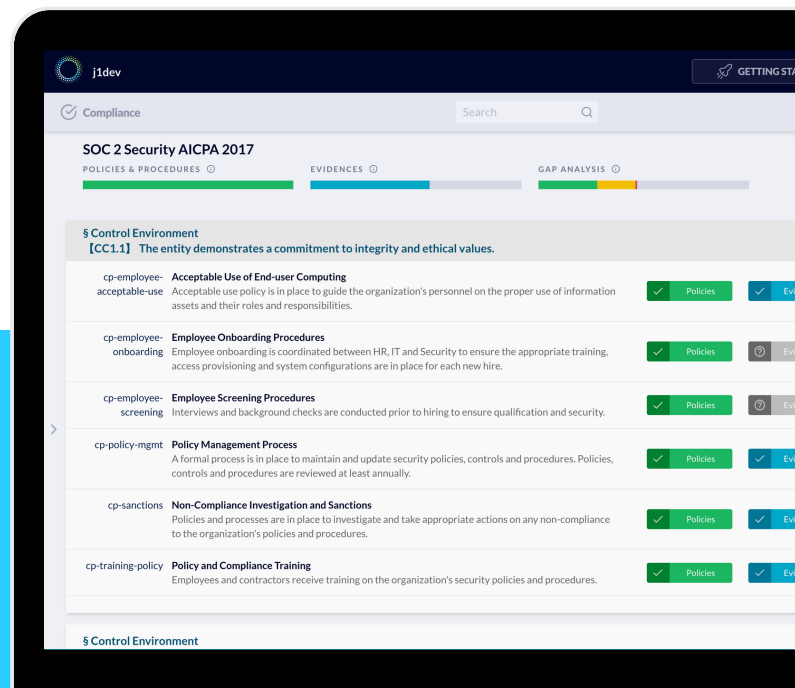 j1dev
GETTING STA
Compliance
Search
SOC 2 Security AICPA 2017
POLICIES & PROCEDURES
EVIDENCES
GAP ANALYSIS
§ Control Environment
【CC1.1】 The entity demonstrates a commitment to integrity and ethical values.
cp-employee-
acceptable-use
Acceptable Use of End-user Computing
Acceptable use policy is in place to guide the organization's personnel on the proper use of information
assets and their roles and responsibilities.
Policies
Evi
cp-employee-
onboarding
Employee Onboarding Procedures
Employee onboarding is coordinated between HR, IT and Security to ensure the appropriate training,
access provisioning and system configurations are in place for each new hire.
Policies
Evi
cp-employee-
screening
Employee Screening Procedures
Interviews and background checks are conducted prior to hiring to ensure qualification and security.
Policies
Evi
cp-policy-mgmt
Policy Management Process
A formal process is in place to maintain and update security policies, controls and procedures. Policies,
controls and procedures are reviewed at least annually.
Policies
Evi
cp-sanctions
Non-Compliance Investigation and Sanctions
Policies and processes are in place to investigate and take appropriate actions on any non-compliance
to the organization's policies and procedures.
Policies
Evi
cp-training-policy
Policy and Compliance Training
Employees and contractors receive training on the organization's security policies and procedures.
Policies
Evi
§ Control Environment